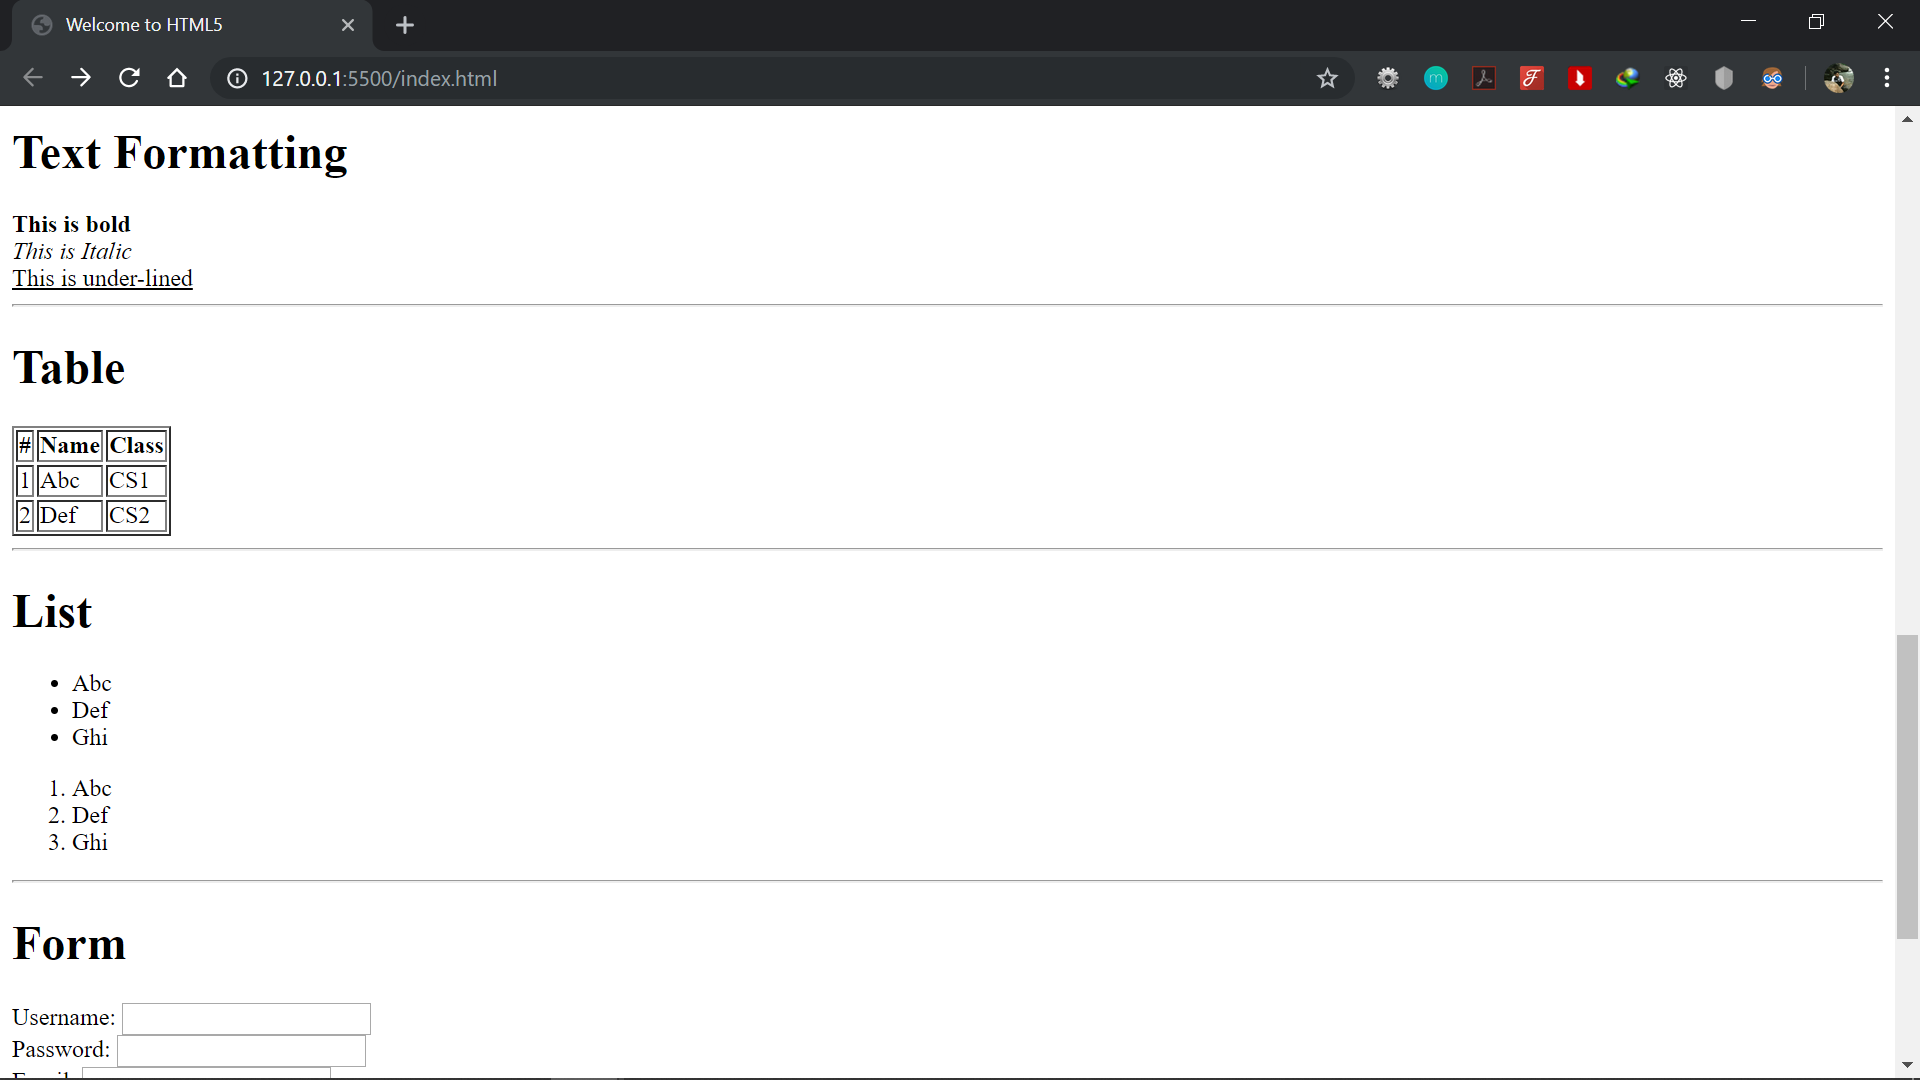 Welcome to HTML5
127.0.0.1:5500/index.html
Text Formatting
This is bold
This is Italic
This is under-lined
Table
# Name Class
1 Abc CS1
2 Def CS2
List
• Abc
• Def
• Ghi
1. Abc
2. Def
3. Ghi
Form
Username:
Password: